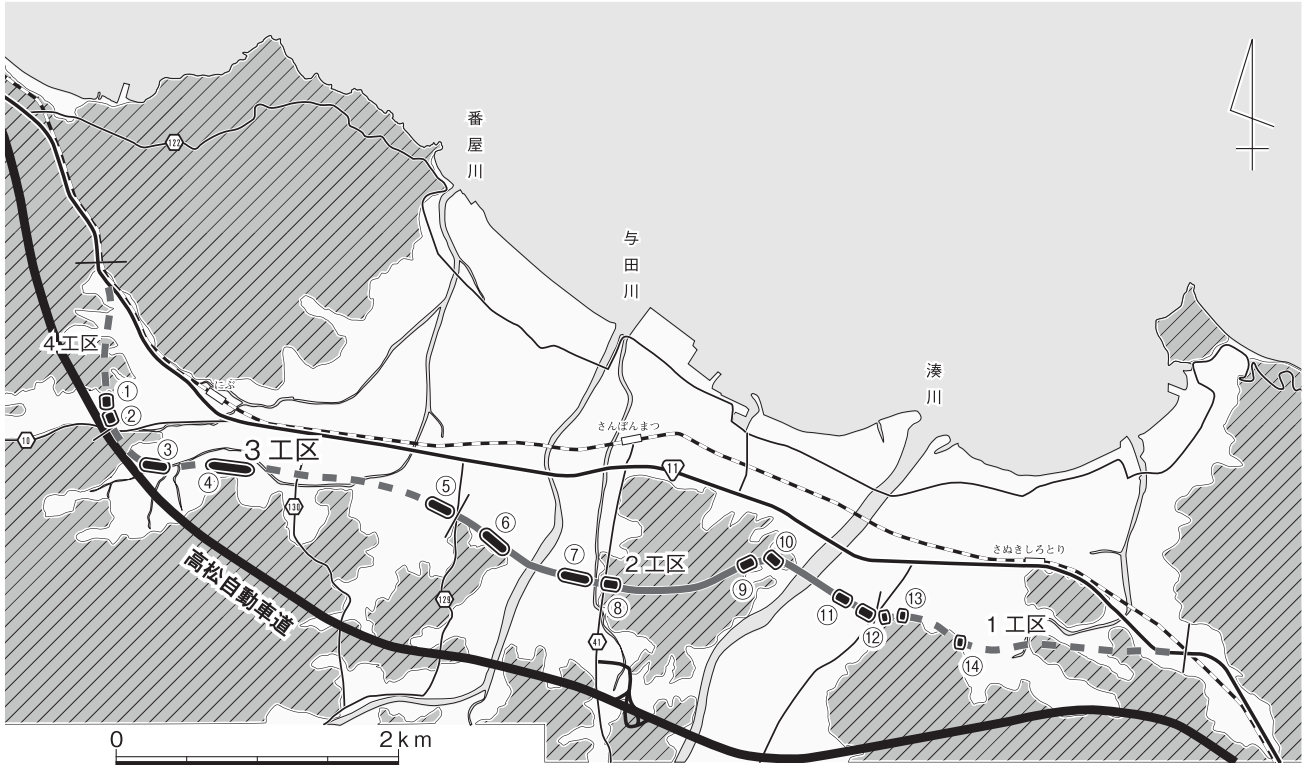 番屋川
与田川
湊川
122
4工区
にぶ
①
②
10
③
3工区
④
さんぼんまつ
11
⑤
130
⑥
⑦
2工区
⑧
⑨
⑩
さぬきしろとり
⑪
⑫
⑬
1工区
⑭
高松自動車道
129
41
0
2km